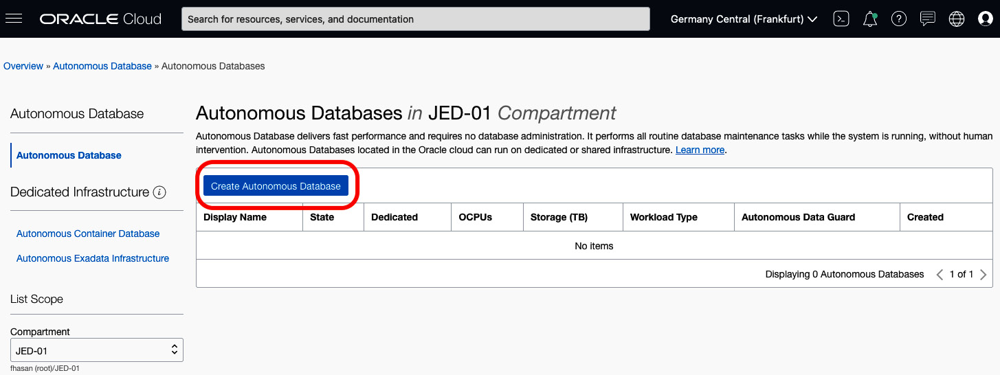 ORACLE Cloud
Search for resources, services, and documentation
Germany Central (Frankfurt)
Overview » Autonomous Database » Autonomous Databases
Autonomous Database
Autonomous Database
Dedicated Infrastructure
Autonomous Container Database
Autonomous Exadata Infrastructure
List Scope
Compartment
JED-01
fhasan (root)/JED-01
Autonomous Databases in JED-01 Compartment
Autonomous Database delivers fast performance and requires no database administration. It performs all routine database maintenance tasks while the system is running, without human
intervention. Autonomous Databases located in the Oracle cloud can run on dedicated or shared infrastructure. Learn more.
Create Autonomous Database
Display Name State Dedicated OCPUs Storage (TB) Workload Type Autonomous Data Guard Created
No items
Displaying 0 Autonomous Databases 1 of 1